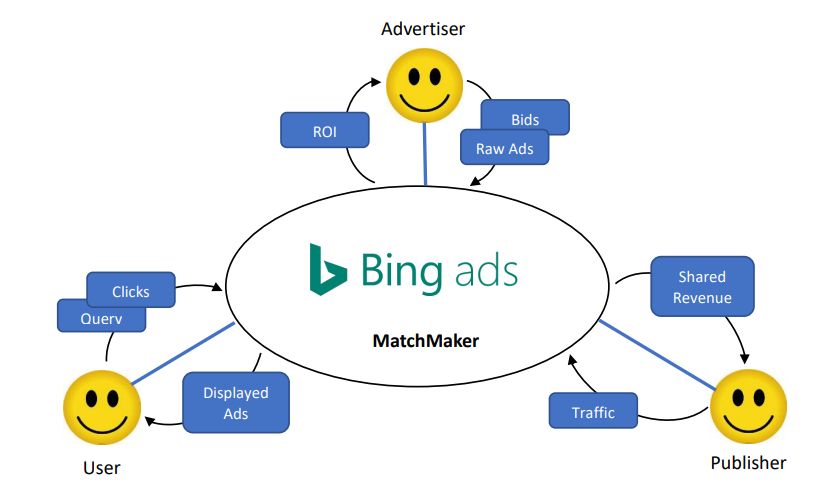 Advertiser
ROI
Bids
Raw Ads
Bing ads
MatchMaker
Clicks
Query
Displayed
Ads
User
Shared
Revenue
Traffic
Publisher